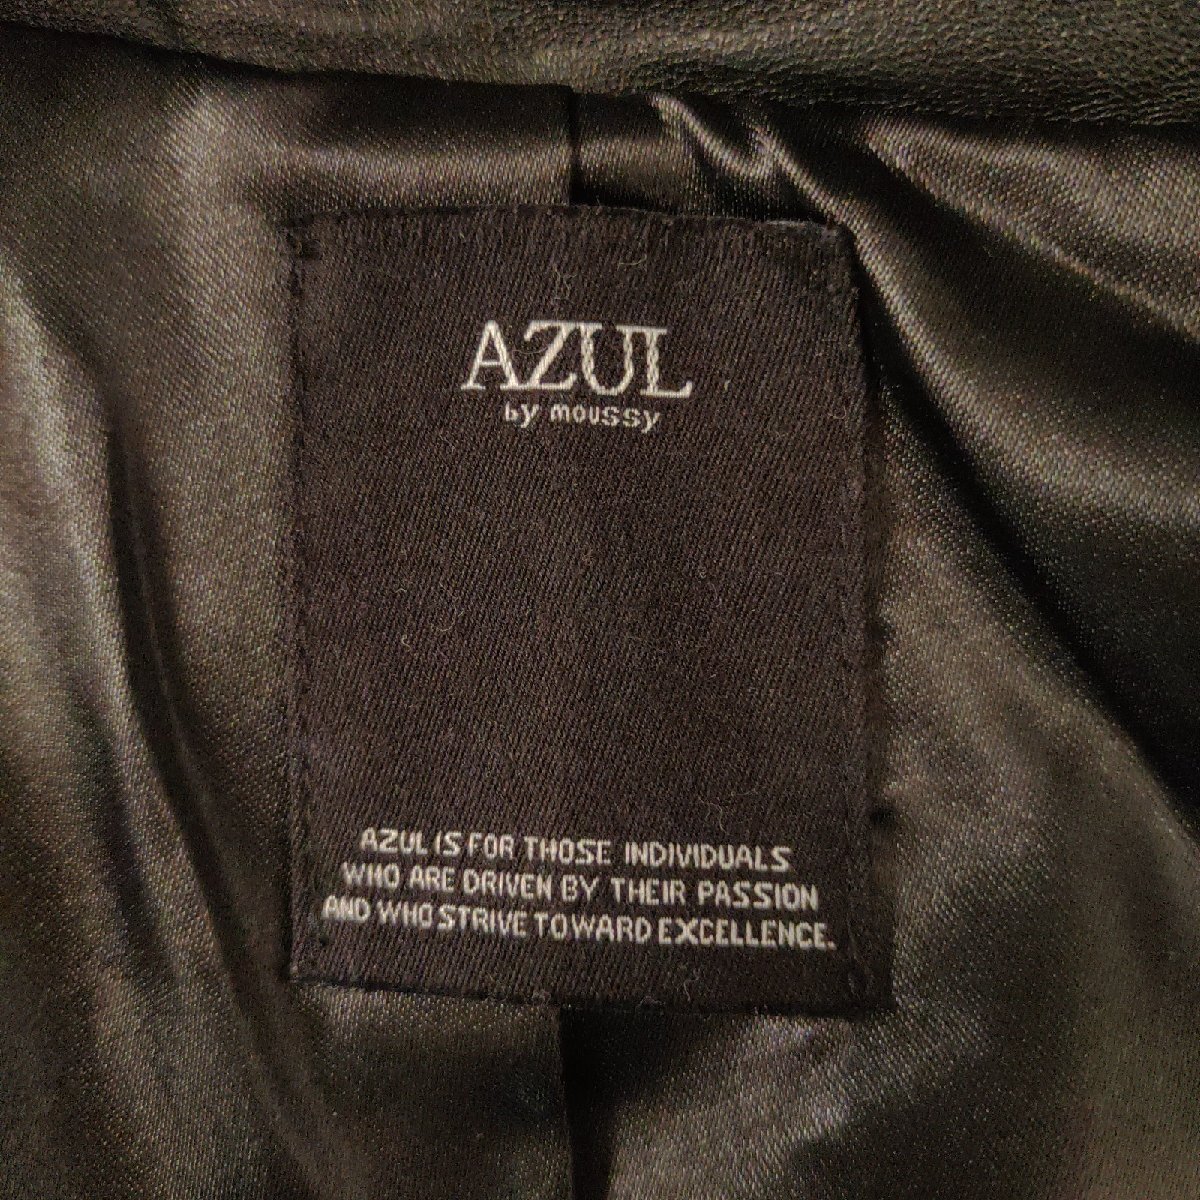 AZUL
by moussy
AZUL IS FOR THOSE INDIVIDUALS
WHO ARE DRIVEN BY THEIR PASSION
AND WHO STRIVE TOWARD EXCELLENCE.